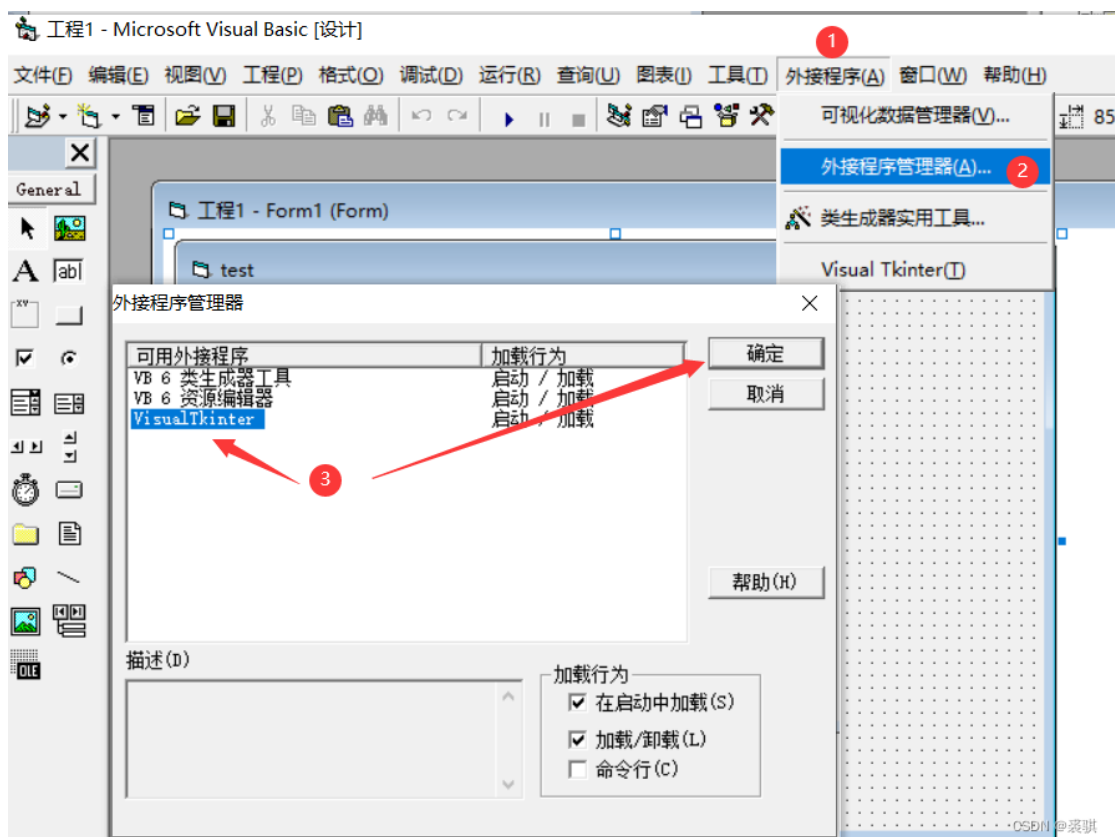 工程1 - Microsoft Visual Basic [设计]
1
文件(F) 编辑(E) 视图(V) 工程(P) 格式(O) 调试(D) 运行(R) 查询(U) 图表(I) 工具(T) 外接程序(A) 窗口(W) 帮助(H)
可视化数据管理器(V)...
85
外接程序管理器(A)...
2
General
工程1 - Form1 (Form)
类生成器实用工具...
A
ab
test
Visual Tkinter(T)
xv
外接程序管理器
可用外接程序 加载行为
确定
VB 6 类生成器工具 启动 / 加载
VB 6 资源编辑器 启动 / 加载
取消
VisualTkinter 启动 / 加载
3
帮助(H)
描述(D)
加载行为
OLE
在启动中加载(S)
加载/卸载(L)
命令行(C)
CSDN @裘骐